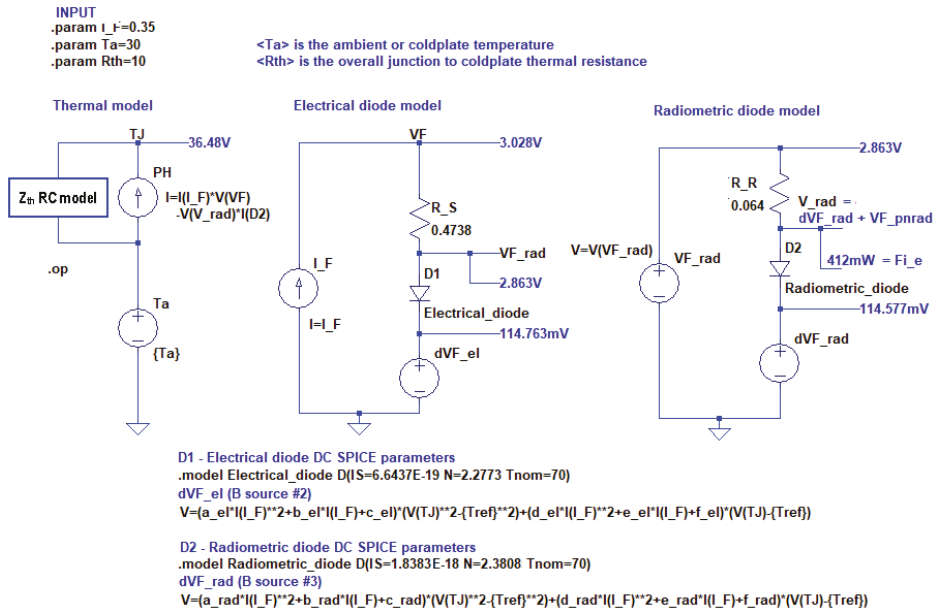 INPUT
.param I_F=0.35
.param Ta=30
<Ta> is the ambient or coldplate temperature
.param Rth=10
<Rth> is the overall junction to coldplate thermal resistance
Thermal model
Electrical diode model
Radiometric diode model
TJ
36.48V
PH
I=I(I_F)*V(VF)
-V(V_rad)*I(D2)
Zth RC model
.op
Ta
{Ta}
VF
3.028V
R_S
0.4738
VF_rad
2.863V
D1
Electrical_diode
114.763mV
dVF_el
I_F
I=I_F
2.863V
R_R
0.064
V_rad =
dVF_rad + VF_pnrad
D2
412mW = Fi_e
Radiometric_diode
114.577mV
dVF_rad
V=V(VF_rad)
VF_rad
D1 - Electrical diode DC SPICE parameters
.model Electrical_diode D(IS=6.6437E-19 N=2.2773 Tnom=70)
dVF_el (B source #2)
V=(a_el*I(I_F)**2+b_el*I(I_F)+c_el)*(V(TJ)**2-{Tref}**2)+(d_el*I(I_F)**2+e_el*I(I_F)+f_el)*(V(TJ)-{Tref})
D2 - Radiometric diode DC SPICE parameters
.model Radiometric_diode D(IS=1.8383E-18 N=2.3808 Tnom=70)
dVF_rad (B source #3)
V=(a_rad*I(I_F)**2+b_rad*I(I_F)+c_rad)*(V(TJ)**2-{Tref}**2)+(d_rad*I(I_F)**2+e_rad*I(I_F)+f_rad)*(V(TJ)-{Tref})